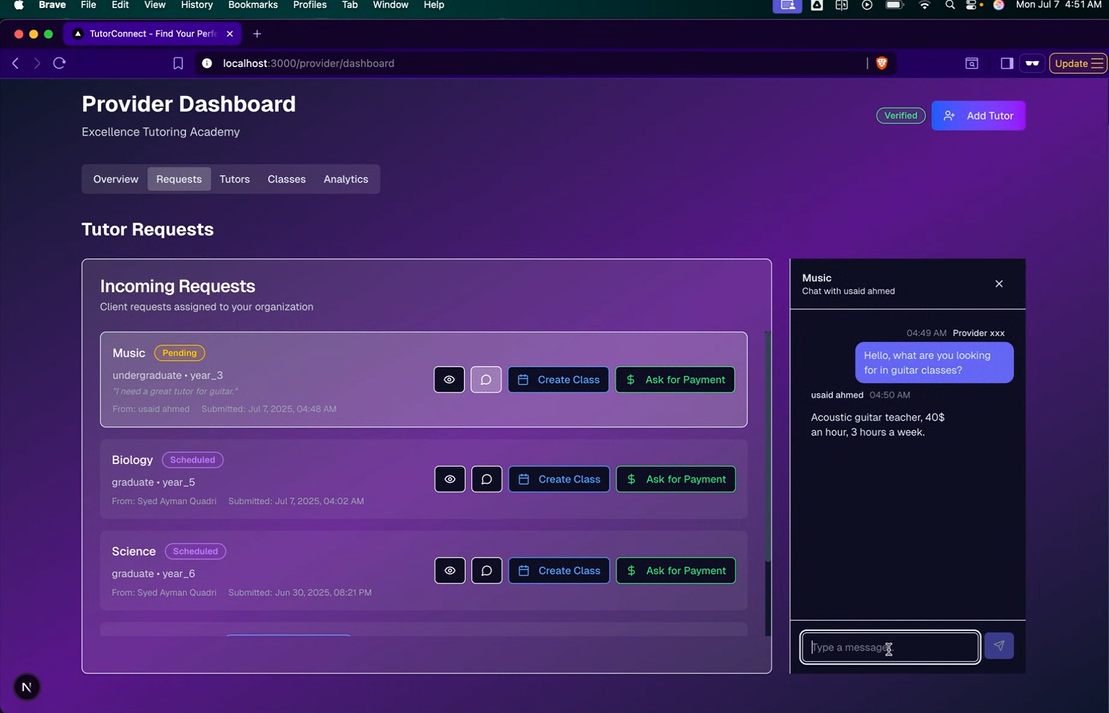 Brave File Edit View History Bookmarks Profiles Tab Window Help Mon Jul 7 4:51 AM
TutorConnect - Find Your Perfe
localhost:3000/provider/dashboard
Update
Provider Dashboard
Excellence Tutoring Academy
Verified
Add Tutor
Overview Requests Tutors Classes Analytics
Tutor Requests
Incoming Requests
Client requests assigned to your organization
Music Pending
undergraduate • year_3
"I need a great tutor for guitar."
From: usaid ahmed Submitted: Jul 7, 2025, 04:48 AM
Create Class
Ask for Payment
Biology Scheduled
graduate • year_5
From: Syed Ayman Quadri Submitted: Jul 7, 2025, 04:02 AM
Create Class
Ask for Payment
Science Scheduled
graduate • year_6
From: Syed Ayman Quadri Submitted: Jun 30, 2025, 08:21 PM
Create Class
Ask for Payment
Music
Chat with usaid ahmed
04:49 AM Provider xxx
Hello, what are you looking
for in guitar classes?
usaid ahmed 04:50 AM
Acoustic guitar teacher, 40$
an hour, 3 hours a week.
Type a message
N